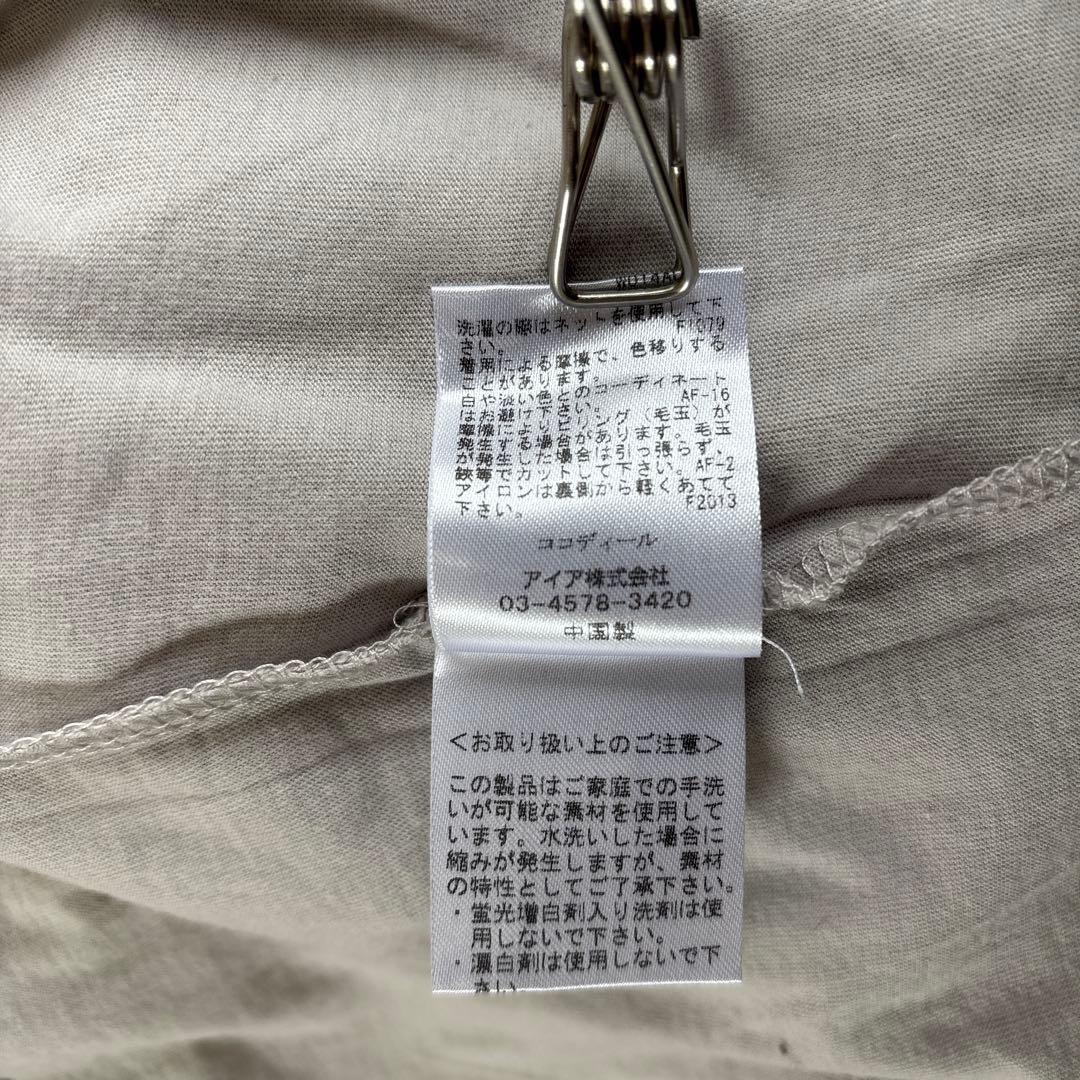 洗濯の際はネットを使用して下
さい。 F1079
着用による摩擦で、色移りする
ことがあります。
白や淡い色とのコーディネート
はお避け下さい。 AF-16
摩擦によりピリング(毛玉)が
発生する場合があります。毛玉
が発生した場合は引っ張らず、
鋏等でカットして下さい。AF-2
アイロンは裏側から軽くあてて
下さい。 F2013
ココディール
アイア株式会社
03-4578-3420
中国製
<お取り扱い上のご注意>
この製品はご家庭での手洗
いが可能な素材を使用して
います。水洗いした場合に
縮みが発生しますが、素材
の特性としてご了承下さい。
・蛍光増白剤入り洗剤は使
用しないで下さい。
・漂白剤は使用しないで下
さい